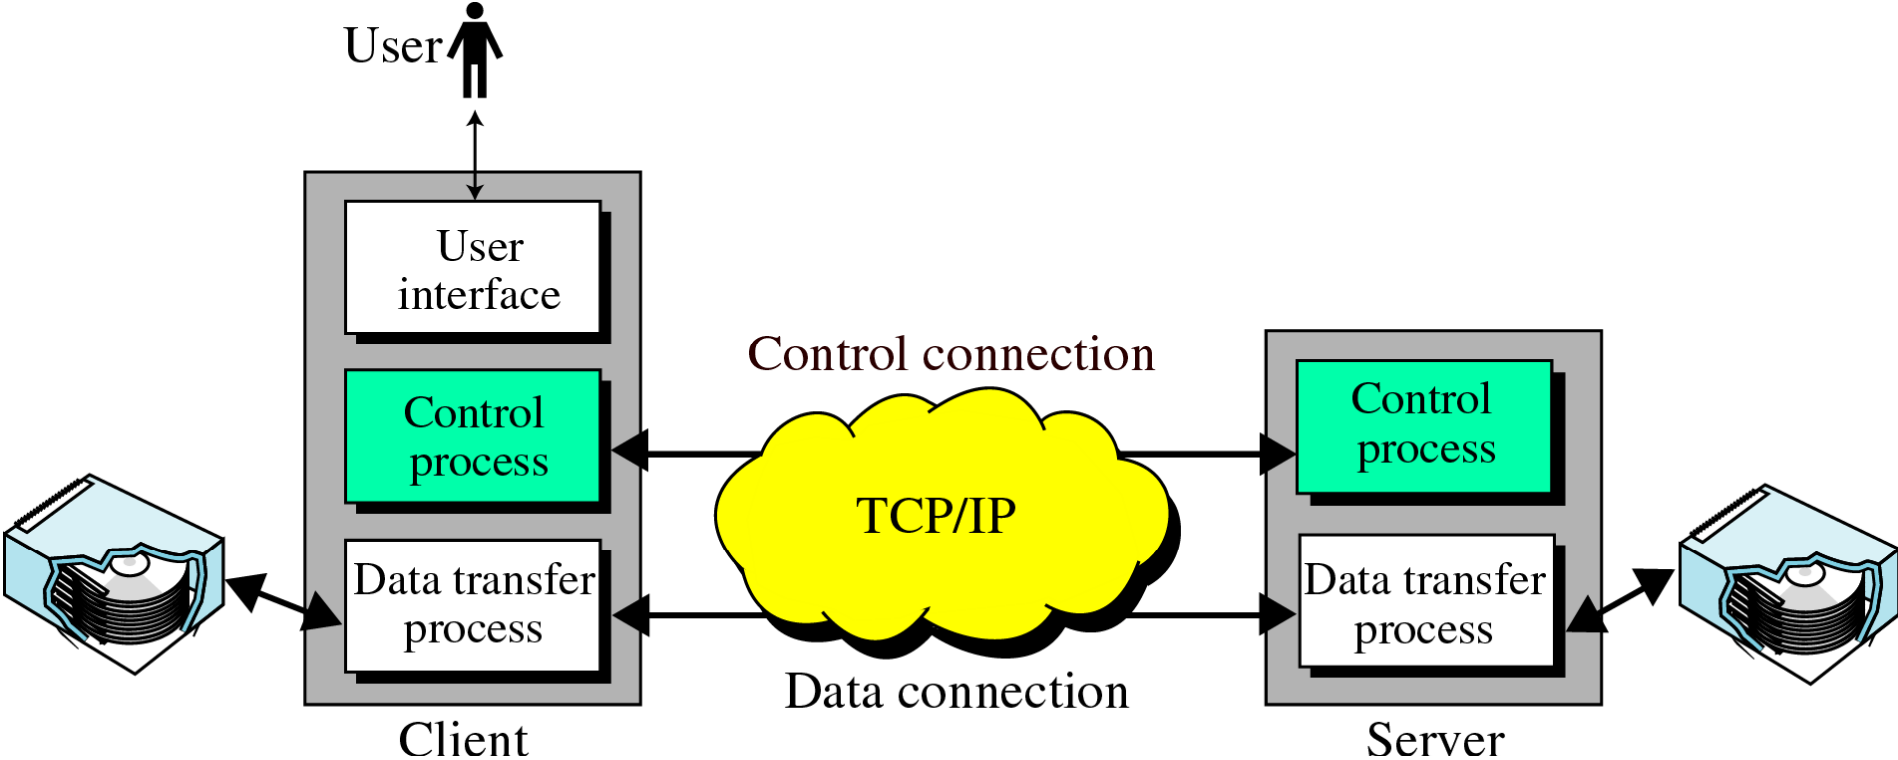 User
User
interface
Control connection
Control
process
Control
process
TCP/IP
Data transfer
process
Data transfer
process
Data connection
Client
Server